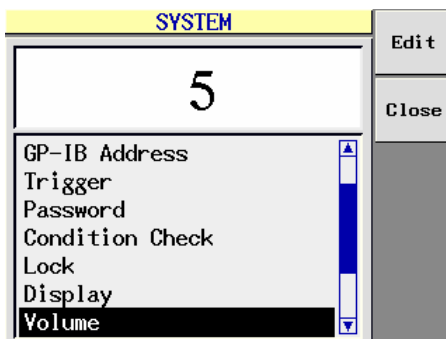 SYSTEM
Edit
5
Close
GP-IB Address
Trigger
Password
Condition Check
Lock
Display
Volume